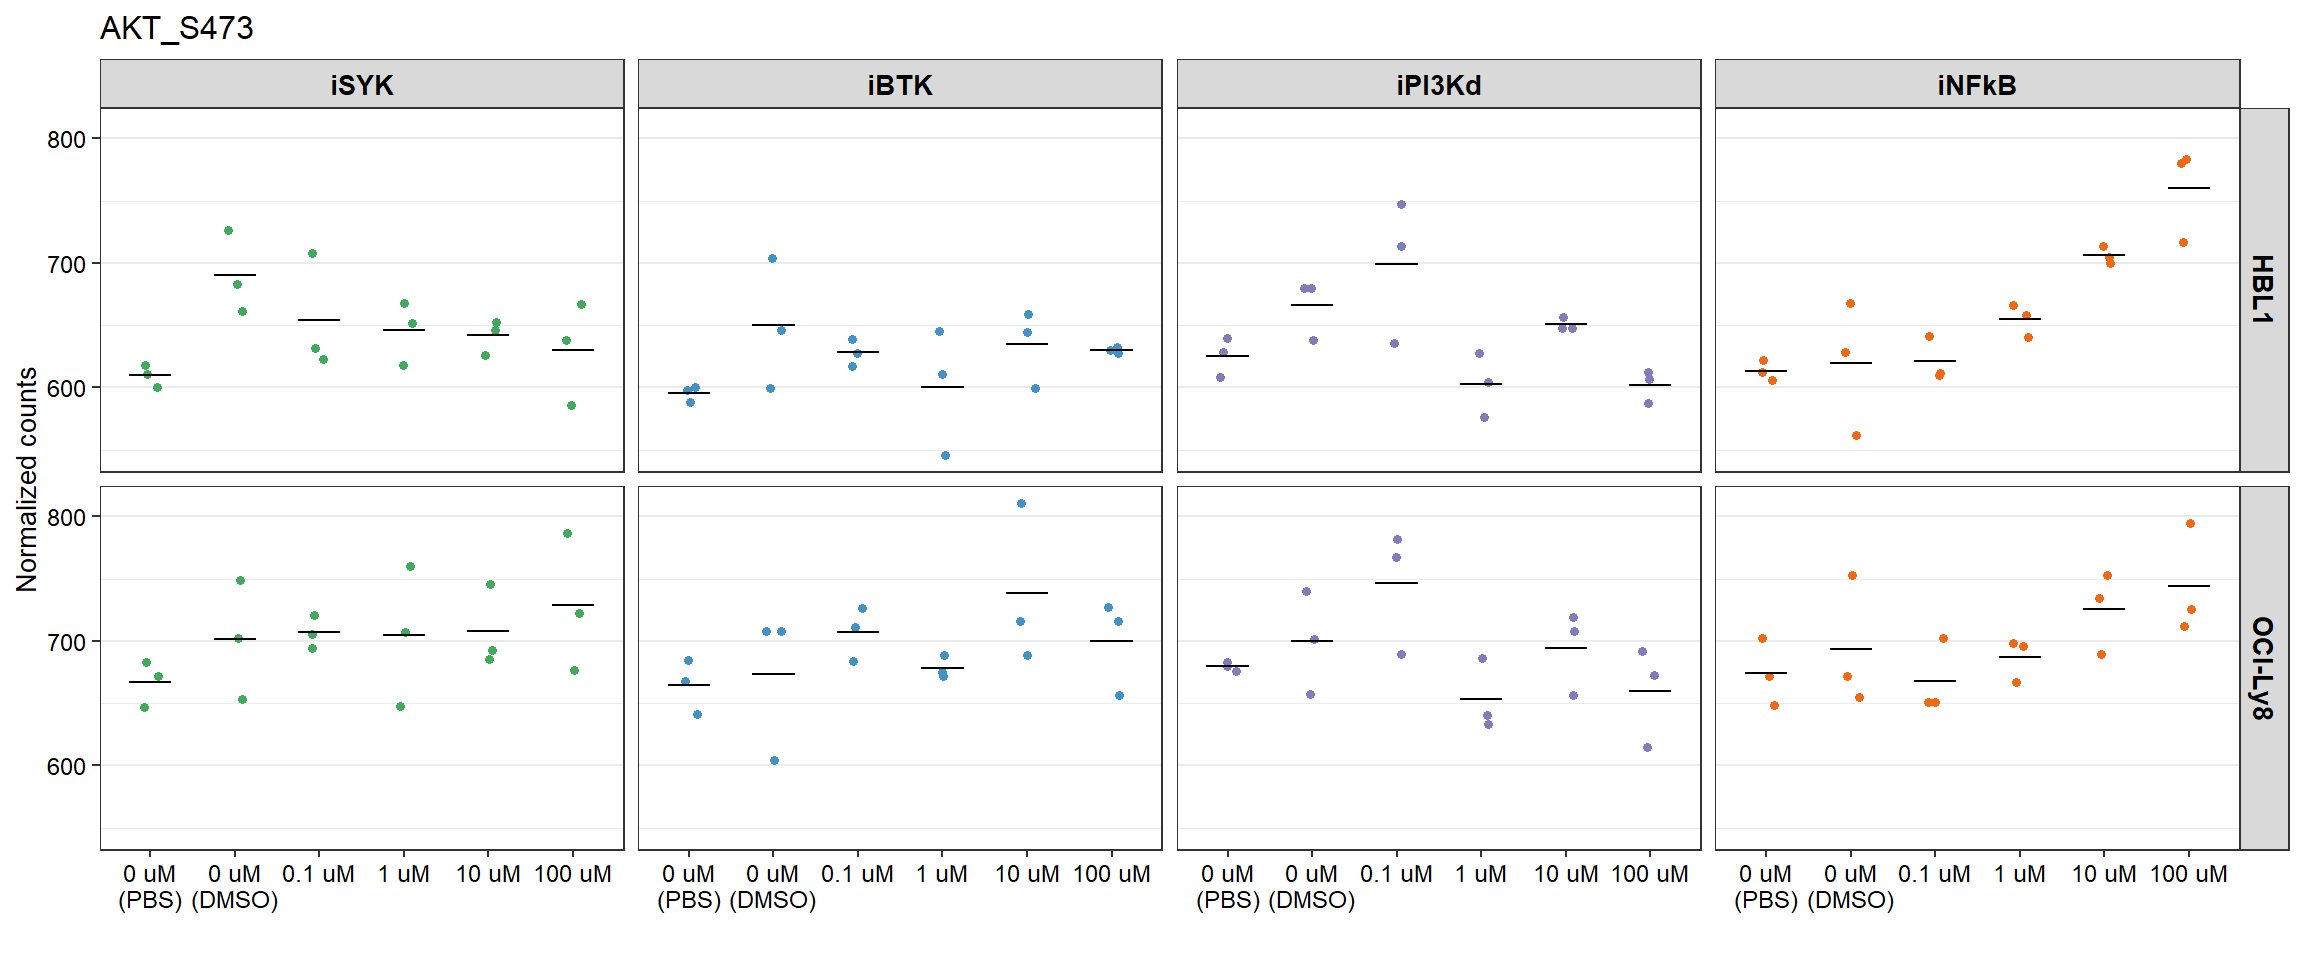 AKT_S473
iSYK
iBTK
iPI3Kd
iNFkB
800
700
600
HBL1
Normalized counts
800
700
600
OCI-Ly8
0 uM 0 uM 0.1 uM 1 uM 10 uM 100 uM
(PBS) (DMSO)
0 uM 0 uM 0.1 uM 1 uM 10 uM 100 uM
(PBS) (DMSO)
0 uM 0 uM 0.1 uM 1 uM 10 uM 100 uM
(PBS) (DMSO)
0 uM 0 uM 0.1 uM 1 uM 10 uM 100 uM
(PBS) (DMSO)